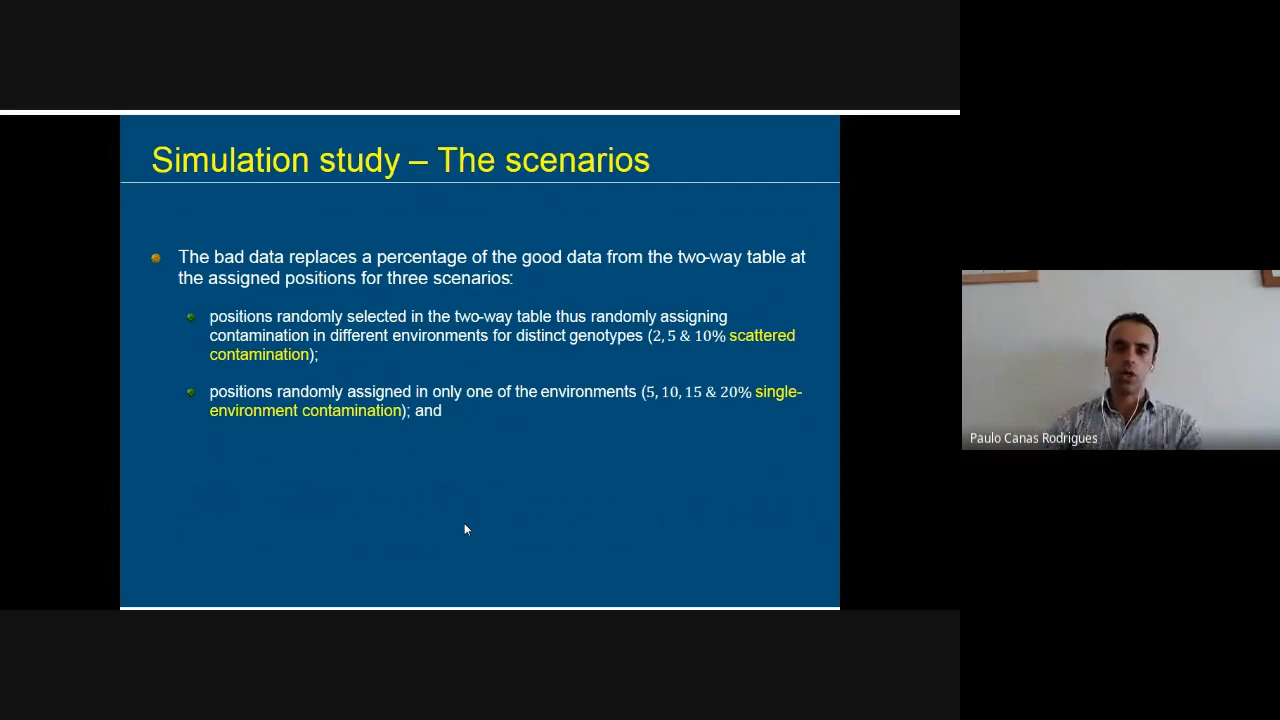 Simulation study – The scenarios
The bad data replaces a percentage of the good data from the two-way table at
the assigned positions for three scenarios:
positions randomly selected in the two-way table thus randomly assigning
contamination in different environments for distinct genotypes (2, 5 & 10% scattered
contamination);
positions randomly assigned in only one of the environments (5, 10, 15 & 20% single-
environment contamination); and
Paulo Canas Rodrigues